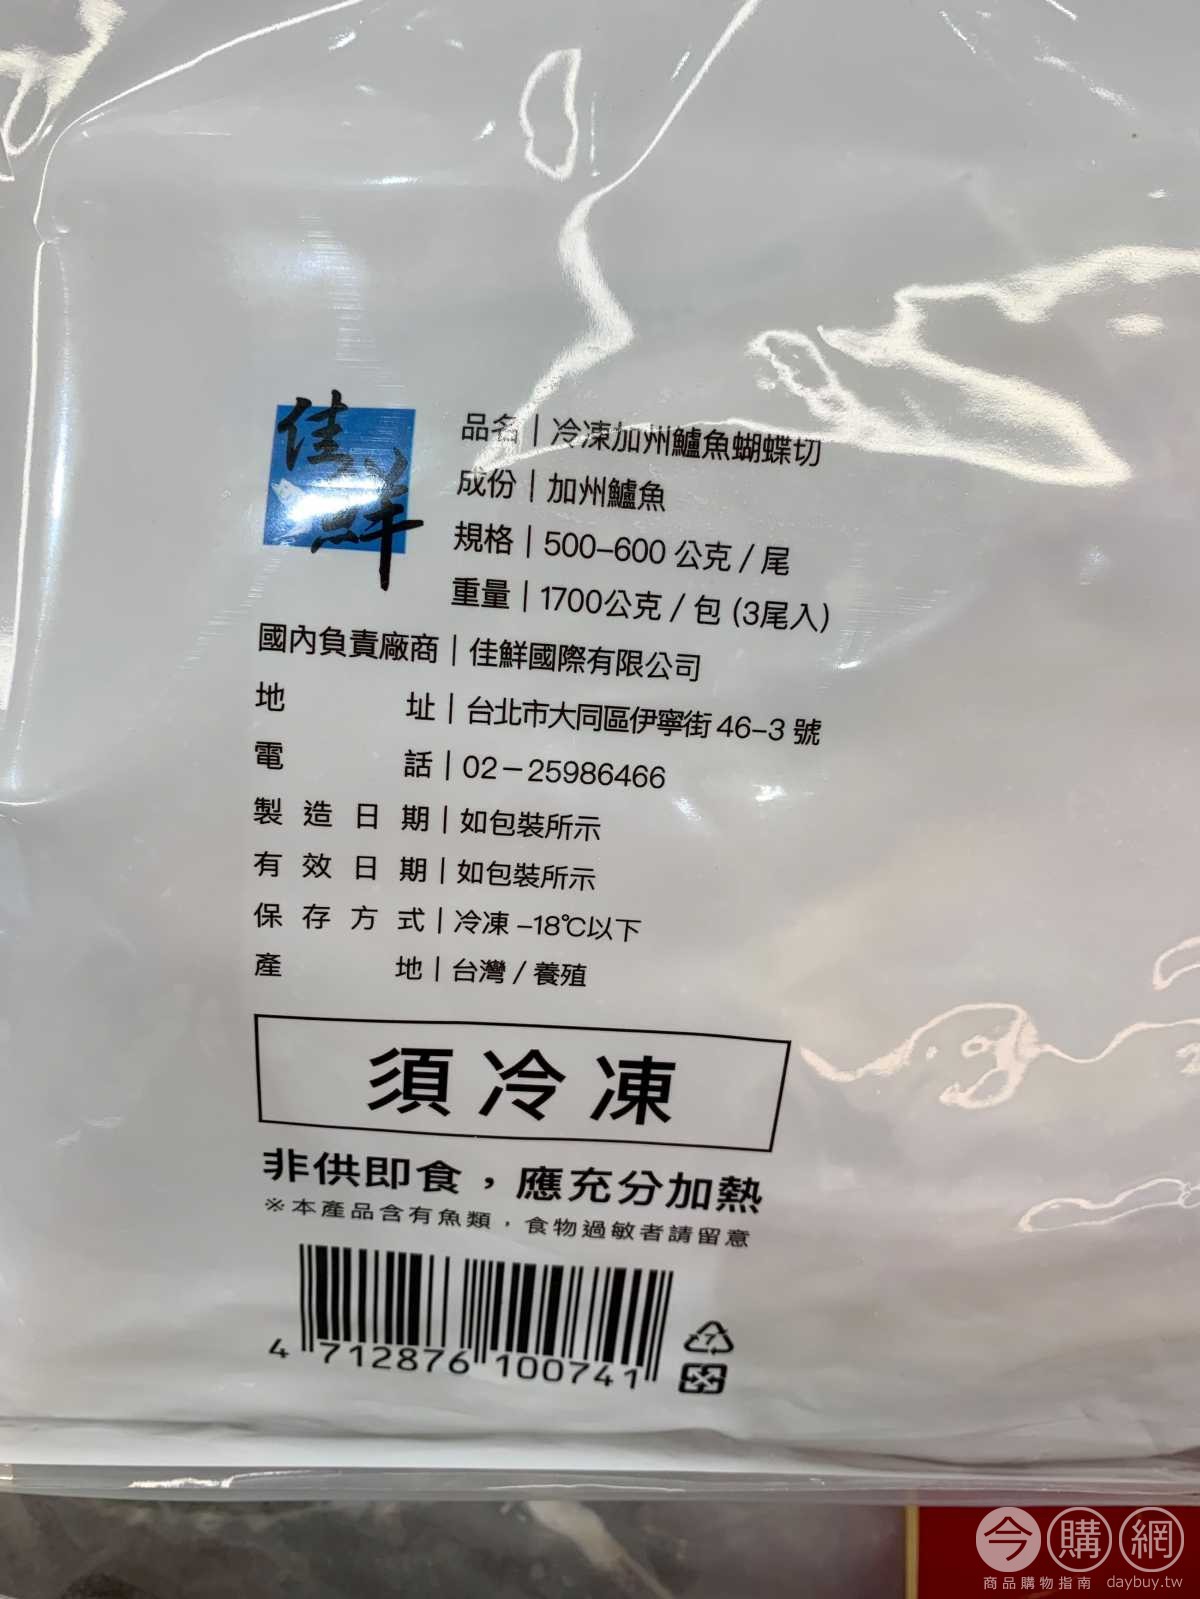 佳鮮
品名｜冷凍加州鱸魚蝴蝶切
成份｜加州鱸魚
規格｜500–600 公克 / 尾
重量｜1700公克 / 包 (3尾入)
國內負責廠商｜佳鮮國際有限公司
地址｜台北市大同區伊寧街 46–3 號
電話｜02－25986466
製造日期｜如包裝所示
有效日期｜如包裝所示
保存方式｜冷凍 –18℃以下
產地｜台灣 / 養殖
須冷凍
非供即食，應充分加熱
※本產品含有魚類，食物過敏者請留意
4 712876 100741
7
今購網
商品購物指南 daybuy.tw